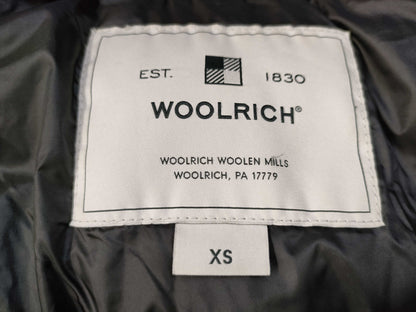 EST. 1830
WOOLRICH®
WOOLRICH WOOLEN MILLS
WOOLRICH, PA 17779
XS